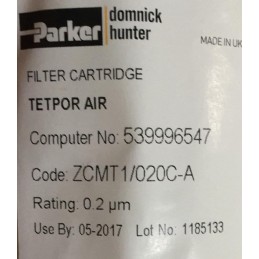 Parker
domnick
hunter
MADE IN UK
FILTER CARTRIDGE
TETPOR AIR
Computer No: 539996547
Code: ZCMT1/020C-A
Rating. 0.2 μm
Use By: 05-2017 Lot No: 1185133